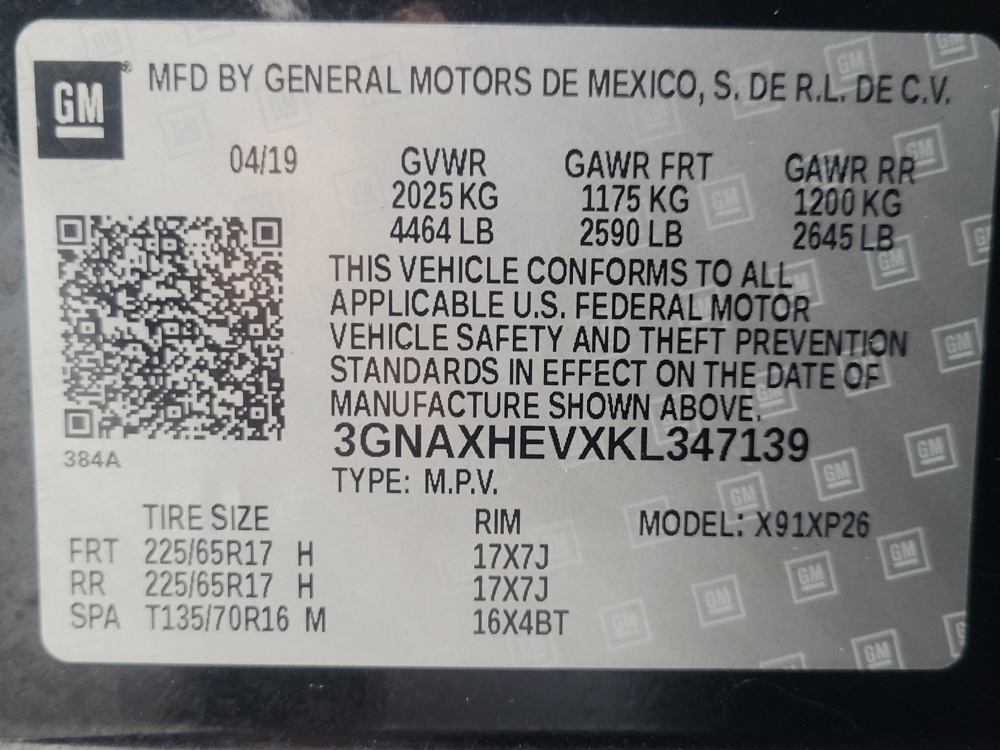 GM
MFD BY GENERAL MOTORS DE MEXICO, S. DE R.L. DE C.V.
04/19 GVWR GAWR FRT GAWR RR
2025 KG 1175 KG 1200 KG
4464 LB 2590 LB 2645 LB
THIS VEHICLE CONFORMS TO ALL
APPLICABLE U.S. FEDERAL MOTOR
VEHICLE SAFETY AND THEFT PREVENTION
STANDARDS IN EFFECT ON THE DATE OF
MANUFACTURE SHOWN ABOVE.
3GNAXHEVXKL347139
384A
TYPE: M.P.V.
TIRE SIZE RIM MODEL: X91XP26
FRT 225/65R17 H 17X7J
RR 225/65R17 H 17X7J
SPA T135/70R16 M 16X4BT